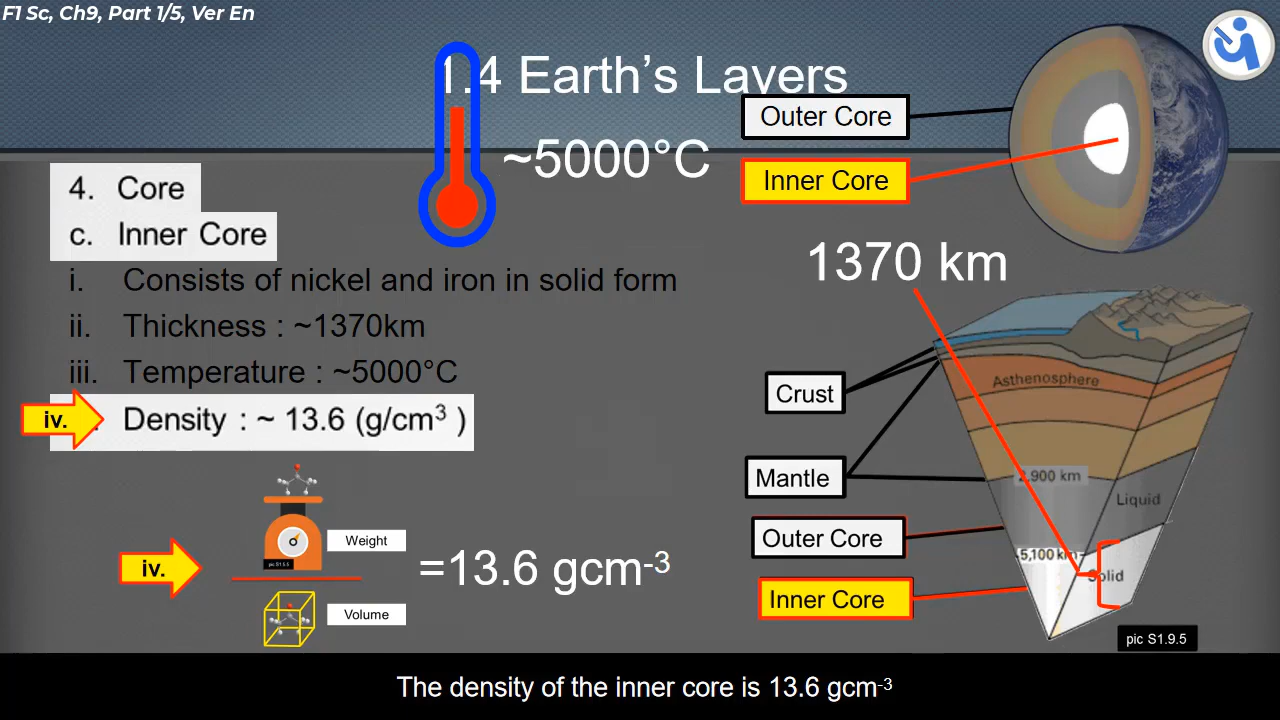 F1 Sc, Ch9, Part 1/5, Ver En
1.4 Earth's Layers
~5000°C
Outer Core
Inner Core
4. Core
c. Inner Core
i. Consists of nickel and iron in solid form
ii. Thickness : ~1370km
iii. Temperature : ~5000°C
iv. Density : ~ 13.6 (g/cm³ )
1370 km
Crust
Asthenosphere
Mantle
2,900 km
Liquid
Outer Core
5,100 km
Solid
Inner Core
pic S1.9.5
iv.
Weight
Volume
=13.6 gcm⁻³
The density of the inner core is 13.6 gcm⁻³